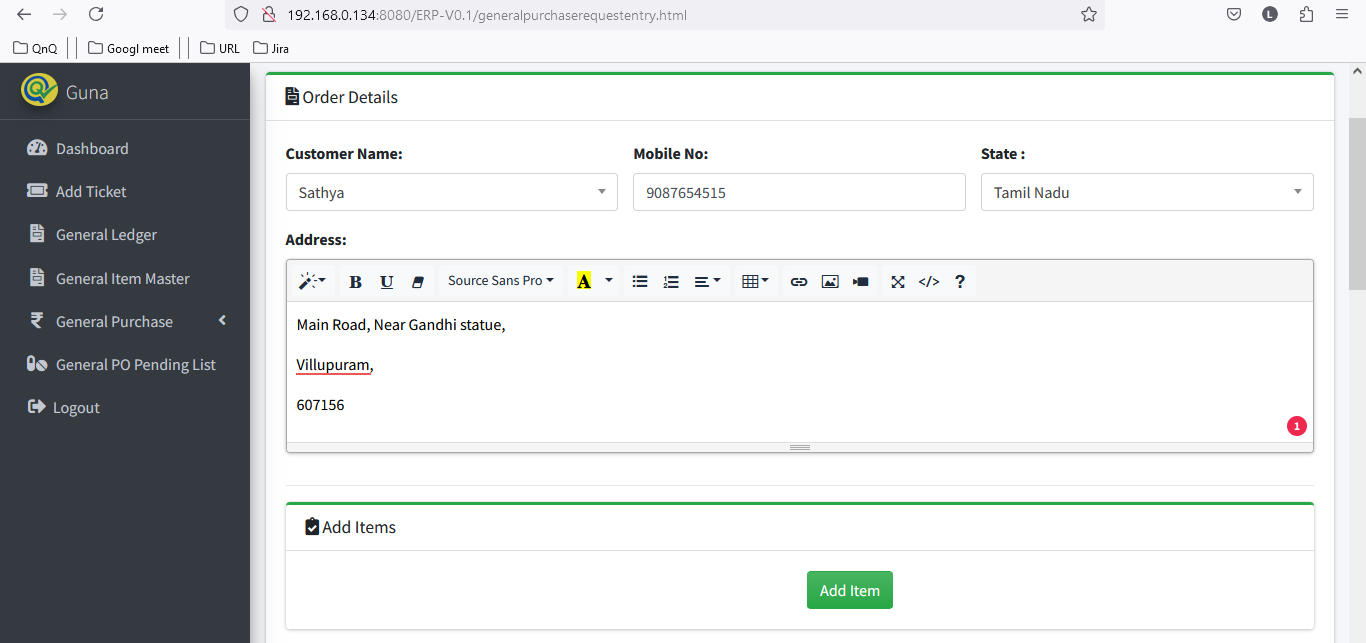 192.168.0.134:8080/ERP-V0.1/generalpurchaserequestentry.html
L
QnQ Googl meet URL Jira
Guna
Dashboard
Add Ticket
General Ledger
General Item Master
General Purchase
General PO Pending List
Logout
Order Details
Customer Name: Mobile No: State :
Sathya 9087654515 Tamil Nadu
Address:
B U Source Sans Pro A </> ?
Main Road, Near Gandhi statue,
Villupuram,
607156
1
Add Items
Add Item